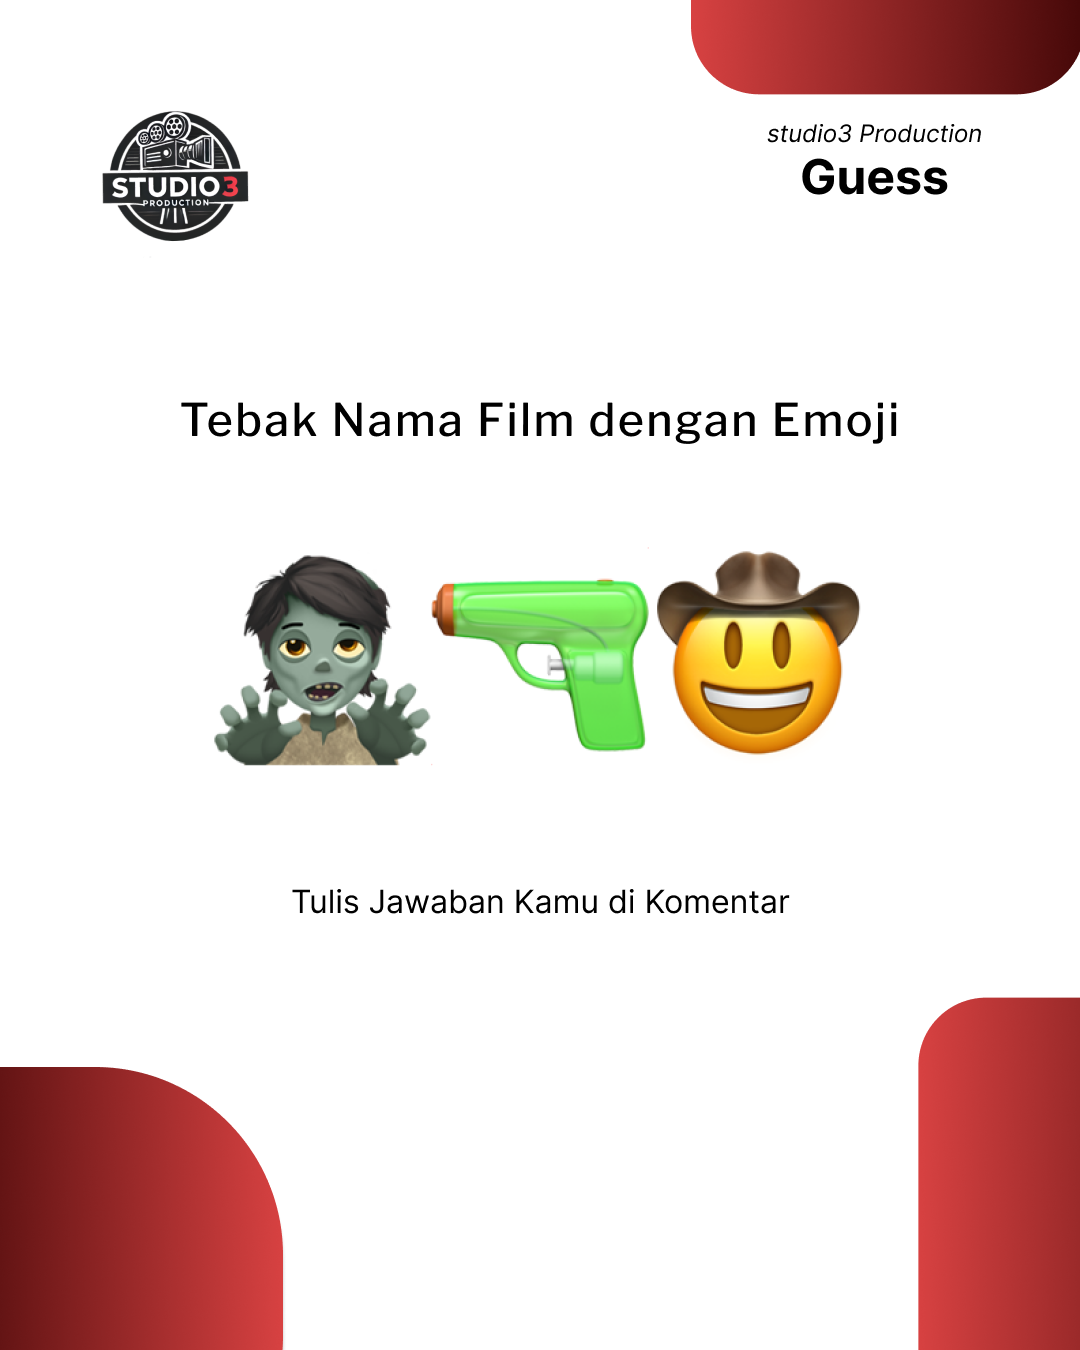 STUDIO3
PRODUCTION
studio3 Production
Guess
Tebak Nama Film dengan Emoji
Tulis Jawaban Kamu di Komentar